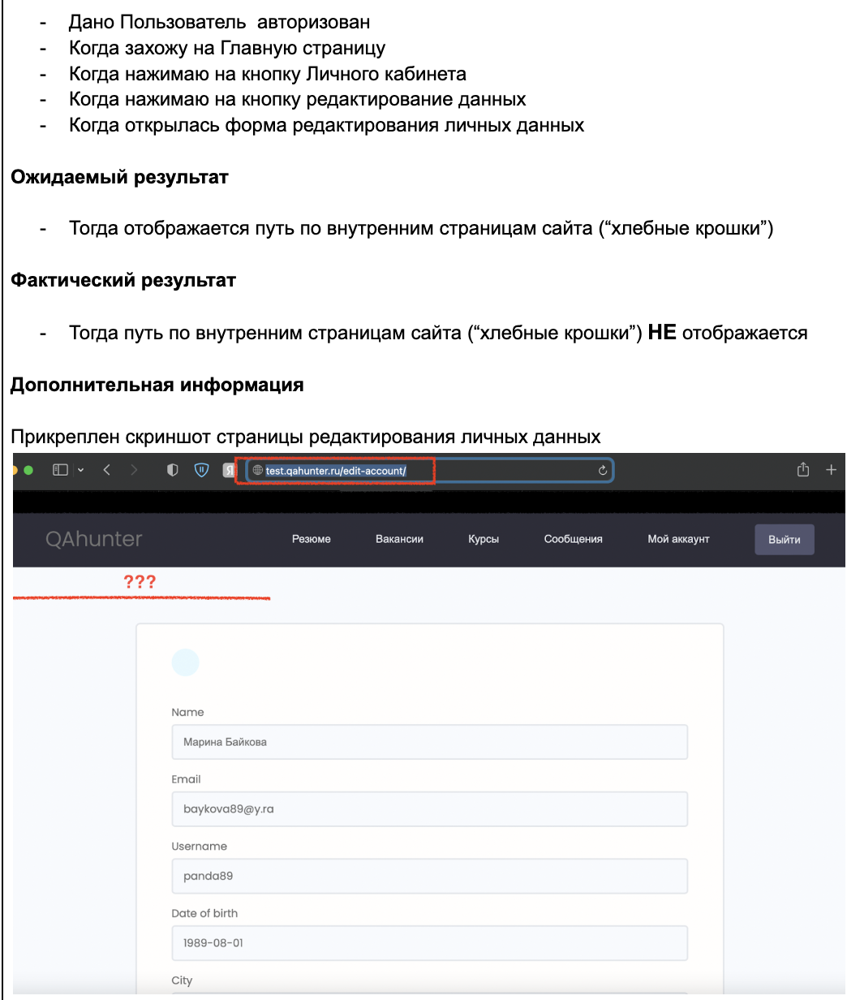 - Дано Пользователь  авторизован
- Когда захожу на Главную страницу
- Когда нажимаю на кнопку Личного кабинета
- Когда нажимаю на кнопку редактирование данных
- Когда открылась форма редактирования личных данных
Ожидаемый результат
- Тогда отображается путь по внутренним страницам сайта (“хлебные крошки”)
Фактический результат
- Тогда путь по внутренним страницам сайта (“хлебные крошки”) НЕ отображается
Дополнительная информация
Прикреплен скриншот страницы редактирования личных данных
Я test.qahunter.ru/edit-account/
QAhunter Резюме Вакансии Курсы Сообщения Мой аккаунт Выйти
???
Name
Марина Байкова
Email
baykova89@y.ra
Username
panda89
Date of birth
1989-08-01
City